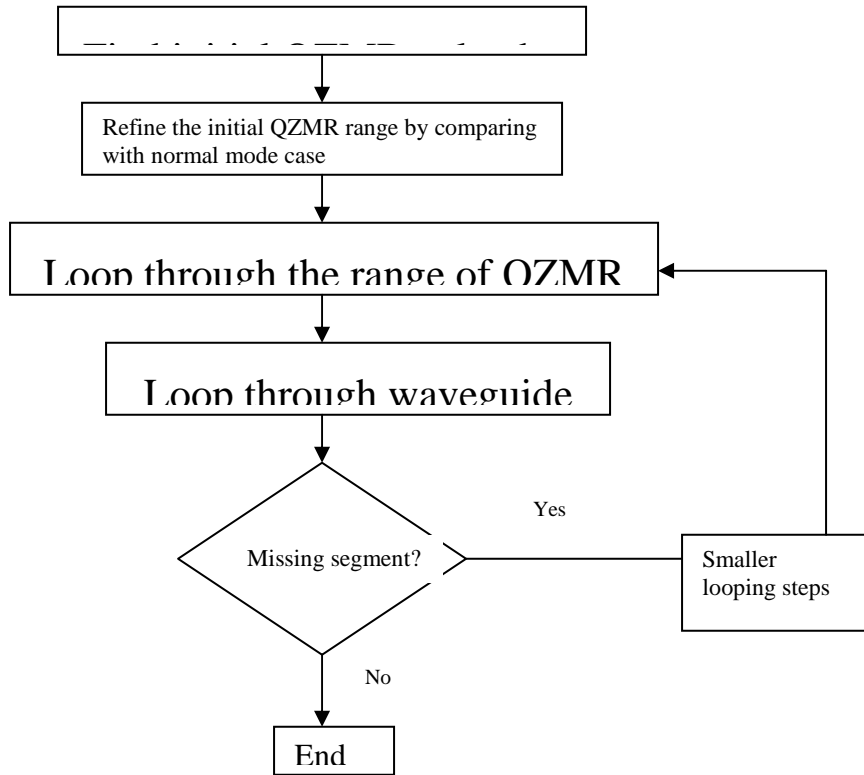 Refine the initial QZMR range by comparing
with normal mode case
Loop through the range of QZMR
Loop through waveguide
Yes
Missing segment?
Smaller
looping steps
No
End